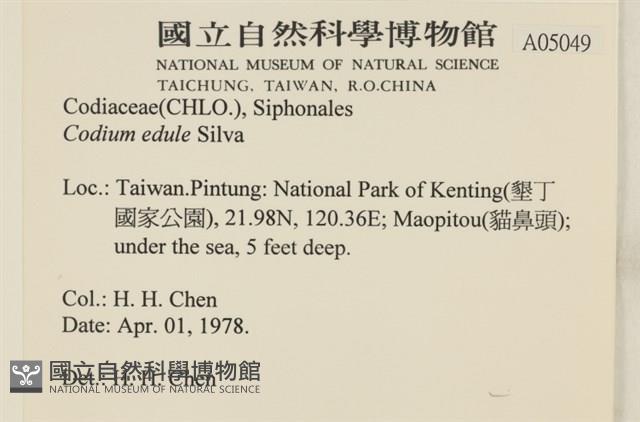 國立自然科學博物館
A05049
NATIONAL MUSEUM OF NATURAL SCIENCE
TAICHUNG, TAIWAN, R.O.CHINA
Codiaceae(CHLO.), Siphonales
Codium edule Silva
Loc.: Taiwan.Pintung: National Park of Kenting(墾丁
國家公園), 21.98N, 120.36E; Maopitou(貓鼻頭);
under the sea, 5 feet deep.
Col.: H. H. Chen
Date: Apr. 01, 1978.
Det.: H. H. Chen
國立自然科學博物館
NATIONAL MUSEUM OF NATURAL SCIENCE